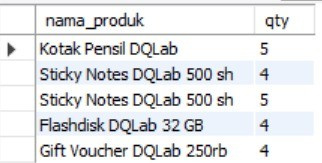 nama_produk qty
Kotak Pensil DQLab 5
Sticky Notes DQLab 500 sh 4
Sticky Notes DQLab 500 sh 5
Flashdisk DQLab 32 GB 4
Gift Voucher DQLab 250rb 4